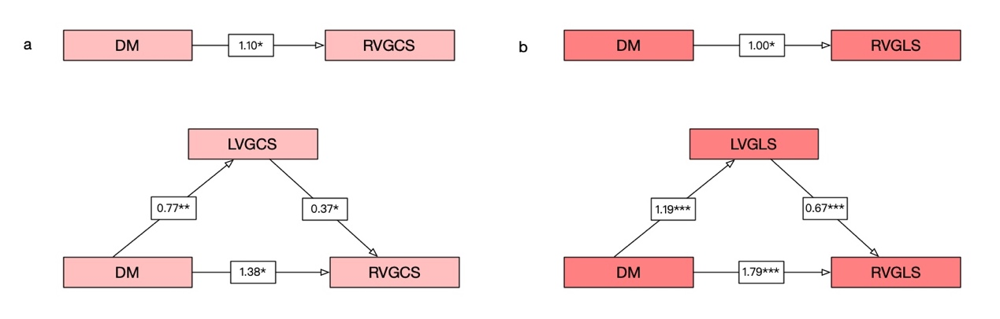 a
DM
1.10*
RVGCS
LVGCS
0.77**
0.37*
DM
1.38*
RVGCS
b
DM
1.00*
RVGLS
LVGLS
1.19***
0.67***
DM
1.79***
RVGLS